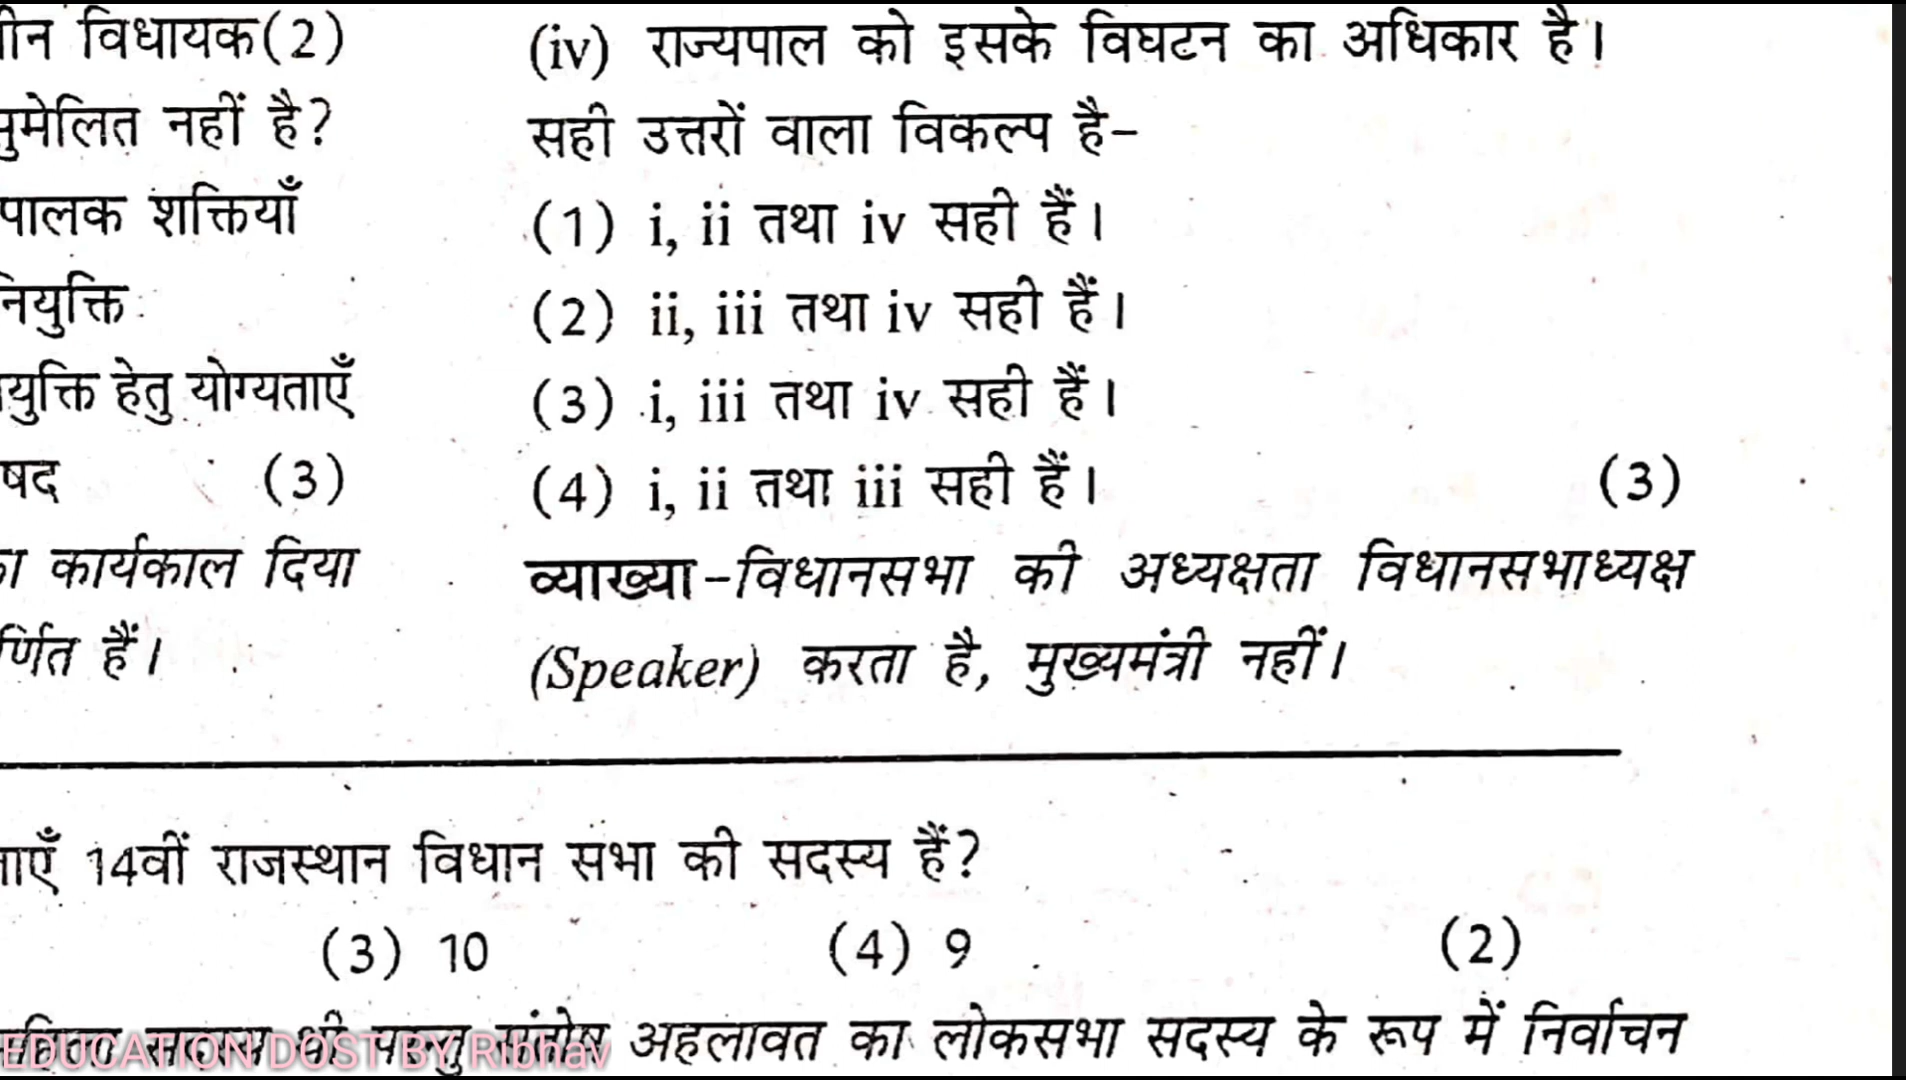 विधायक(2)
नहीं है?
पालक शक्तियाँ
नियुक्ति
हेतु योग्यताएँ
(3)
कार्यकाल दिया
हैं।
(iv) राज्यपाल को इसके विघटन का अधिकार है।
सही उत्तरों वाला विकल्प है-
(1) i, ii तथा iv सही हैं।
(2) ii, iii तथा iv सही हैं।
(3) i, iii तथा iv सही हैं।
(4) i, ii तथा iii सही हैं। (3)
व्याख्या-विधानसभा की अध्यक्षता विधानसभाध्यक्ष
(Speaker) करता है, मुख्यमंत्री नहीं।
14वीं राजस्थान विधान सभा की सदस्य हैं?
(3) 10 (4) 9 (2)
अहलावत का लोकसभा सदस्य के रूप में निर्वाचन
EDUCATION DOST BY Ribhav